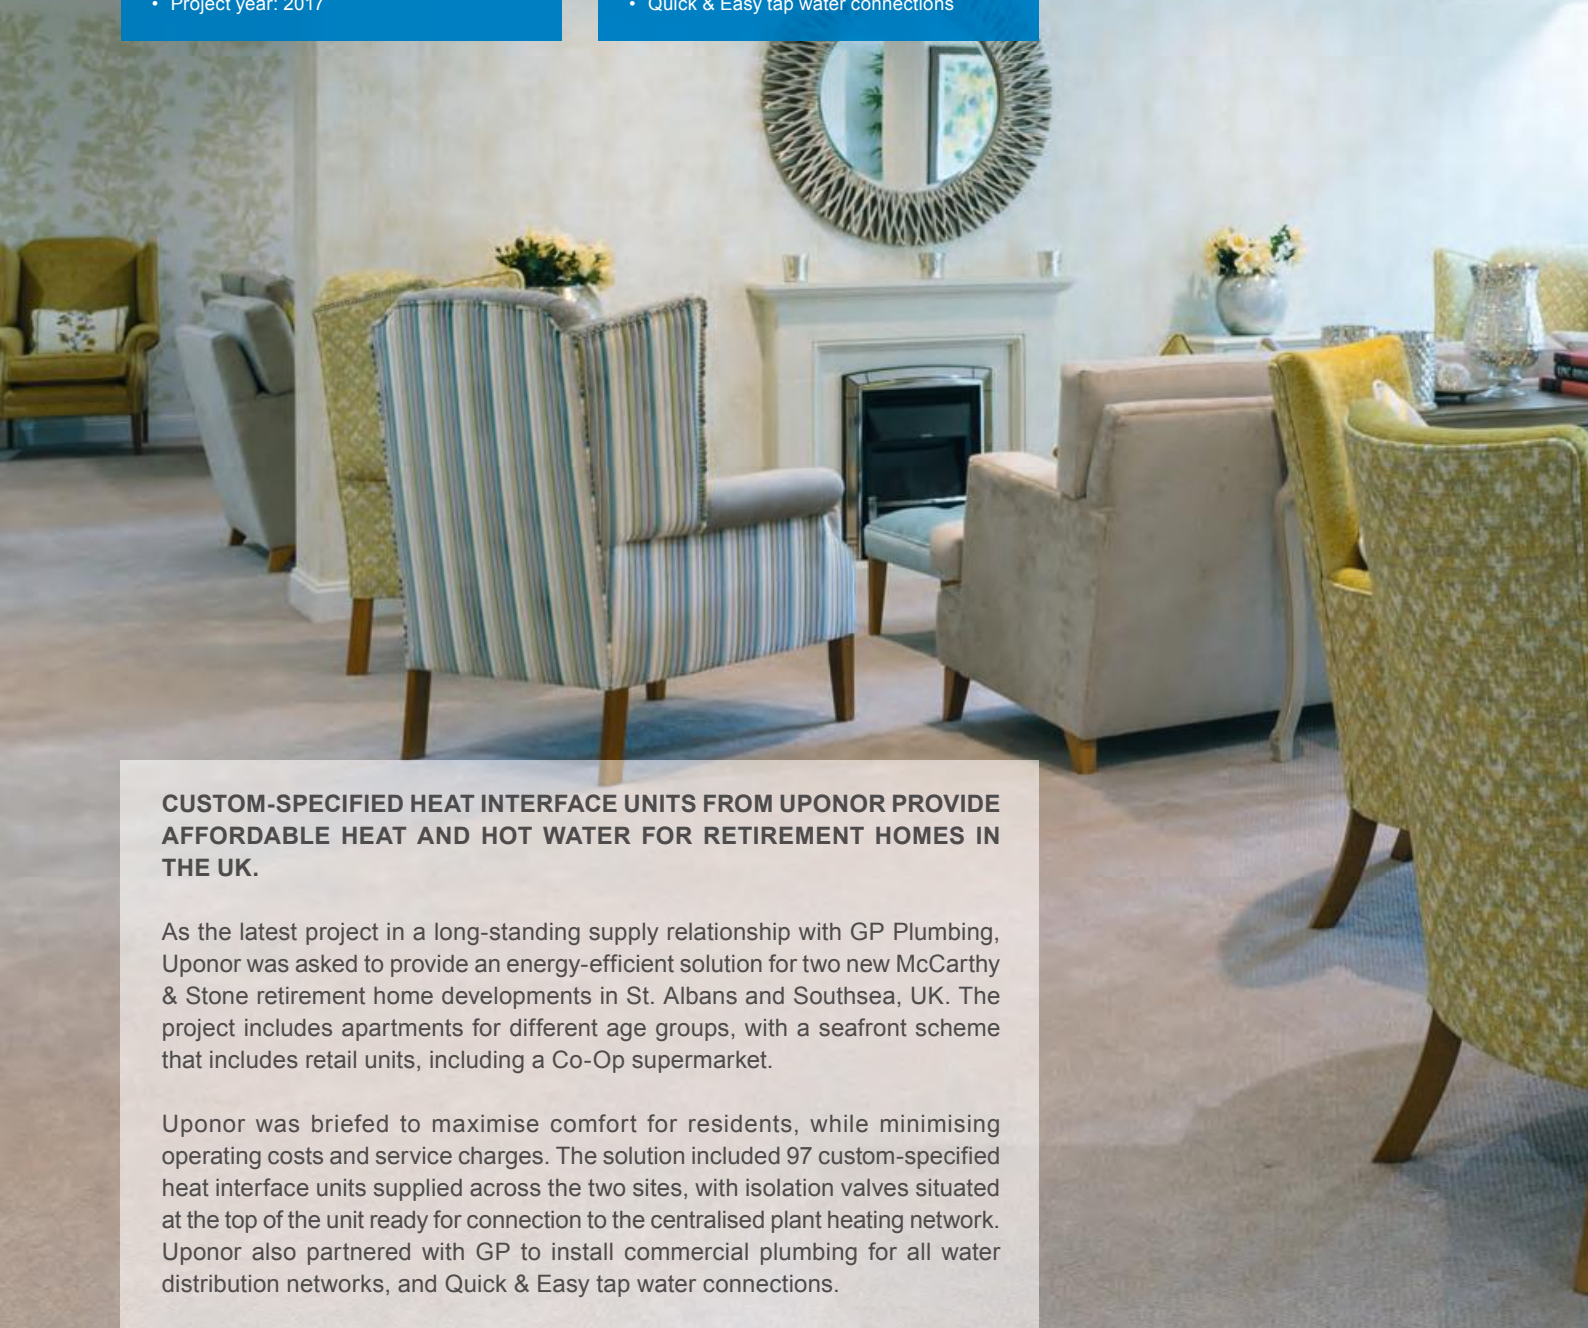 • Project year: 2017
• Quick & Easy tap water connections
CUSTOM-SPECIFIED HEAT INTERFACE UNITS FROM UPONOR PROVIDE
AFFORDABLE HEAT AND HOT WATER FOR RETIREMENT HOMES IN
THE UK.
As the latest project in a long-standing supply relationship with GP Plumbing,
Uponor was asked to provide an energy-efficient solution for two new McCarthy
& Stone retirement home developments in St. Albans and Southsea, UK. The
project includes apartments for different age groups, with a seafront scheme
that includes retail units, including a Co-Op supermarket.
Uponor was briefed to maximise comfort for residents, while minimising
operating costs and service charges. The solution included 97 custom-specified
heat interface units supplied across the two sites, with isolation valves situated
at the top of the unit ready for connection to the centralised plant heating network.
Uponor also partnered with GP to install commercial plumbing for all water
distribution networks, and Quick & Easy tap water connections.